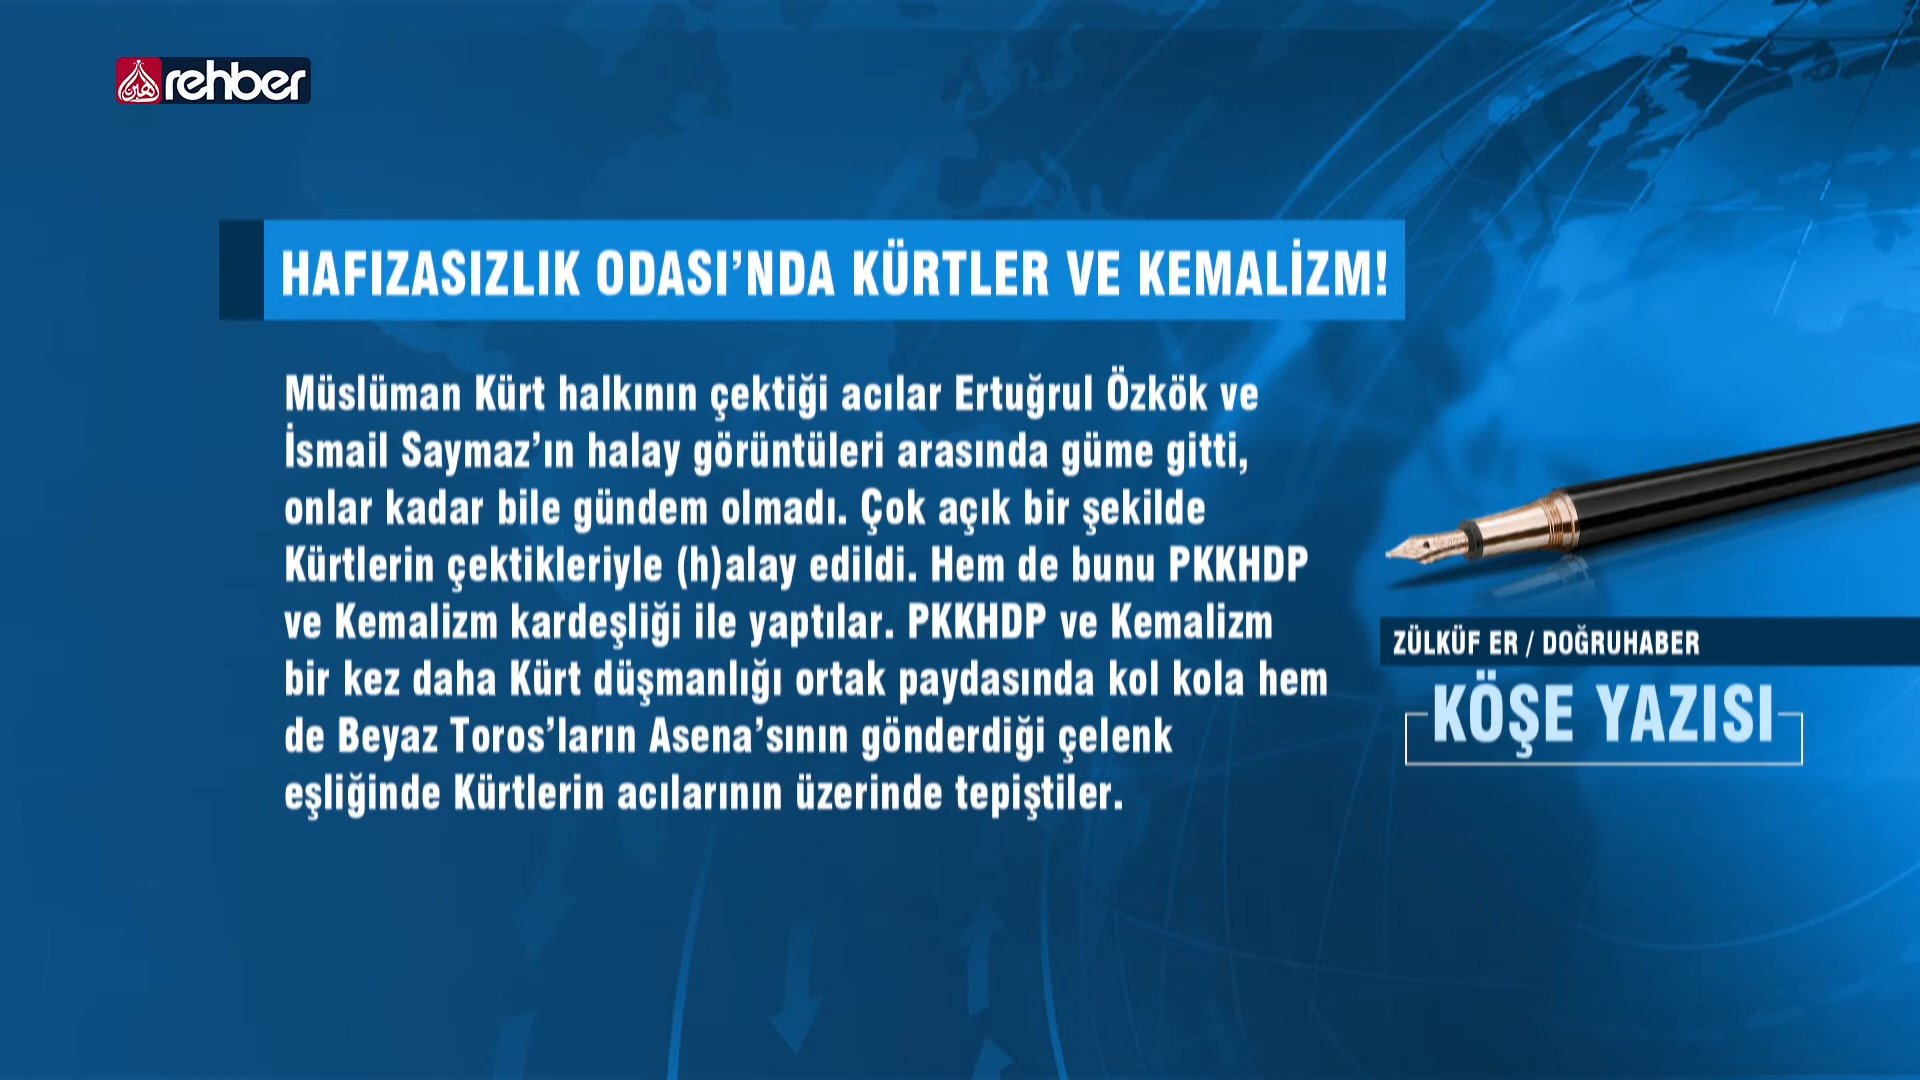 rehber
HAFIZASIZLIK ODASI’NDA KÜRTLER VE KEMALİZM!
Müslüman Kürt halkının çektiği acılar Ertuğrul Özkök ve
İsmail Saymaz’ın halay görüntüleri arasında güme gitti,
onlar kadar bile gündem olmadı. Çok açık bir şekilde
Kürtlerin çektikleriyle (h)alay edildi. Hem de bunu PKKHDP
ve Kemalizm kardeşliği ile yaptılar. PKKHDP ve Kemalizm
bir kez daha Kürt düşmanlığı ortak paydasında kol kola hem
de Beyaz Toros’ların Asena’sının gönderdiği çelenk
eşliğinde Kürtlerin acılarının üzerinde tepiştiler.
ZÜLKÜF ER / DOĞRUHABER
KÖŞE YAZISI